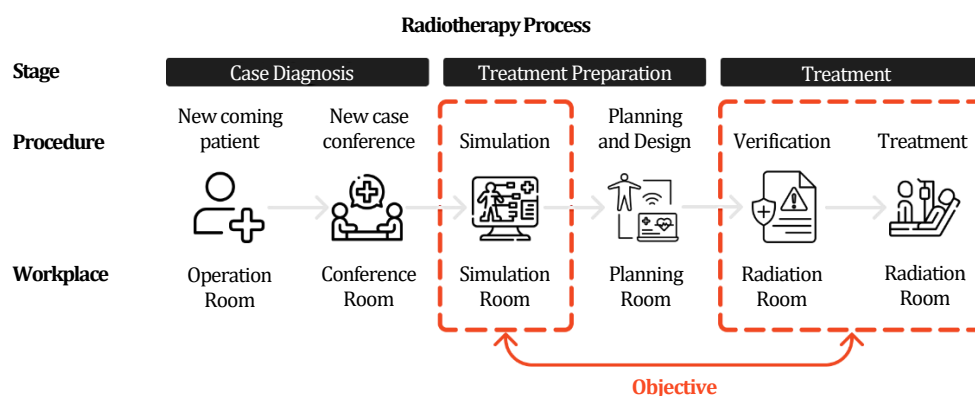 Radiotherapy Process
Stage
Case Diagnosis
Treatment Preparation
Treatment
Procedure
New coming
patient
New case
conference
Simulation
Planning
and Design
Verification
Treatment
Workplace
Operation
Room
Conference
Room
Simulation
Room
Planning
Room
Radiation
Room
Radiation
Room
Objective